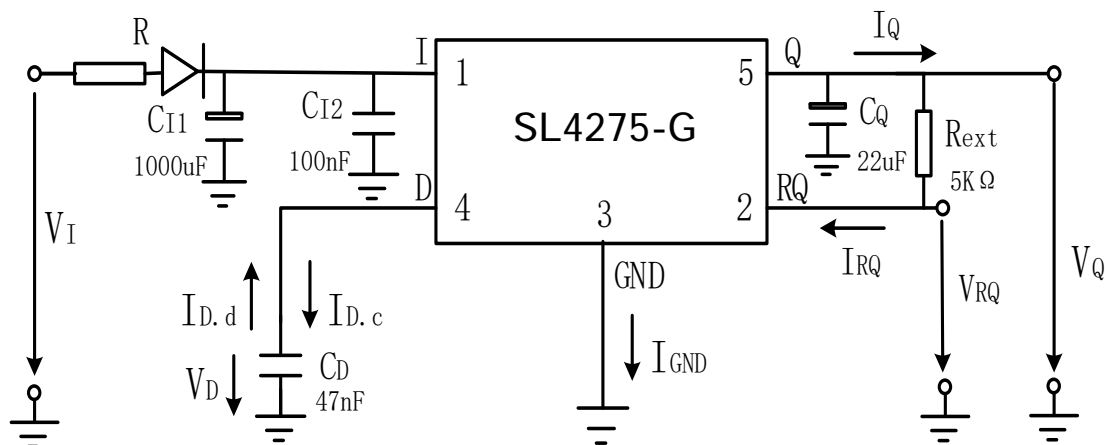 R
I
1
5
Q
IQ
CI1
1000uF
CI2
100nF
SL4275-G
CQ
22uF
Rext
5KΩ
D
4
3
2
RQ
VI
GND
IRQ
VRQ
VQ
ID.d
ID.c
IGND
VD
CD
47nF